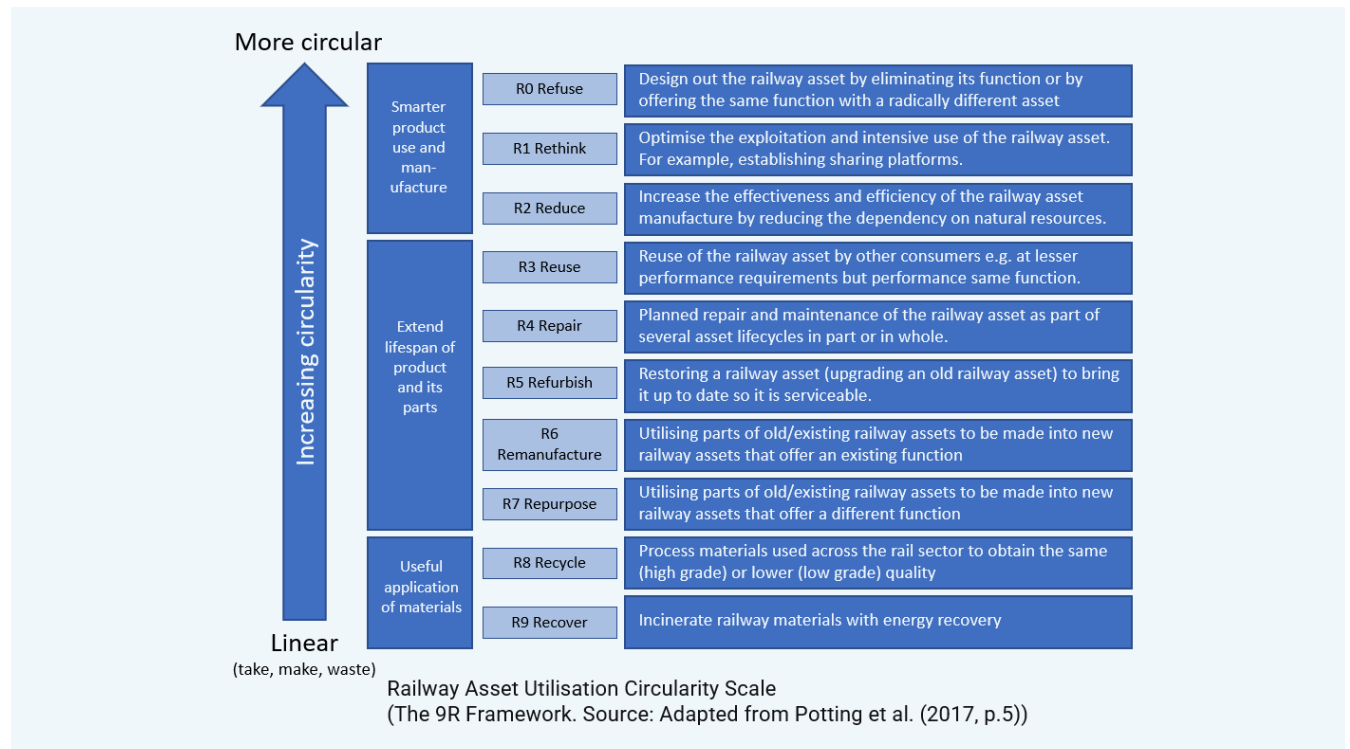 More circular
Increasing circularity
Linear
(take, make, waste)
Smarter
product
use and
man-
ufacture
R0 Refuse
Design out the railway asset by eliminating its function or by
offering the same function with a radically different asset
R1 Rethink
Optimise the exploitation and intensive use of the railway asset.
For example, establishing sharing platforms.
R2 Reduce
Increase the effectiveness and efficiency of the railway asset
manufacture by reducing the dependency on natural resources.
Extend
lifespan of
product
and its
parts
R3 Reuse
Reuse of the railway asset by other consumers e.g. at lesser
performance requirements but performance same function.
R4 Repair
Planned repair and maintenance of the railway asset as part of
several asset lifecycles in part or in whole.
R5 Refurbish
Restoring a railway asset (upgrading an old railway asset) to bring
it up to date so it is serviceable.
R6
Remanufacture
Utilising parts of old/existing railway assets to be made into new
railway assets that offer an existing function
R7 Repurpose
Utilising parts of old/existing railway assets to be made into new
railway assets that offer a different function
Useful
application
of materials
R8 Recycle
Process materials used across the rail sector to obtain the same
(high grade) or lower (low grade) quality
R9 Recover
Incinerate railway materials with energy recovery
Railway Asset Utilisation Circularity Scale
(The 9R Framework. Source: Adapted from Potting et al. (2017, p.5))